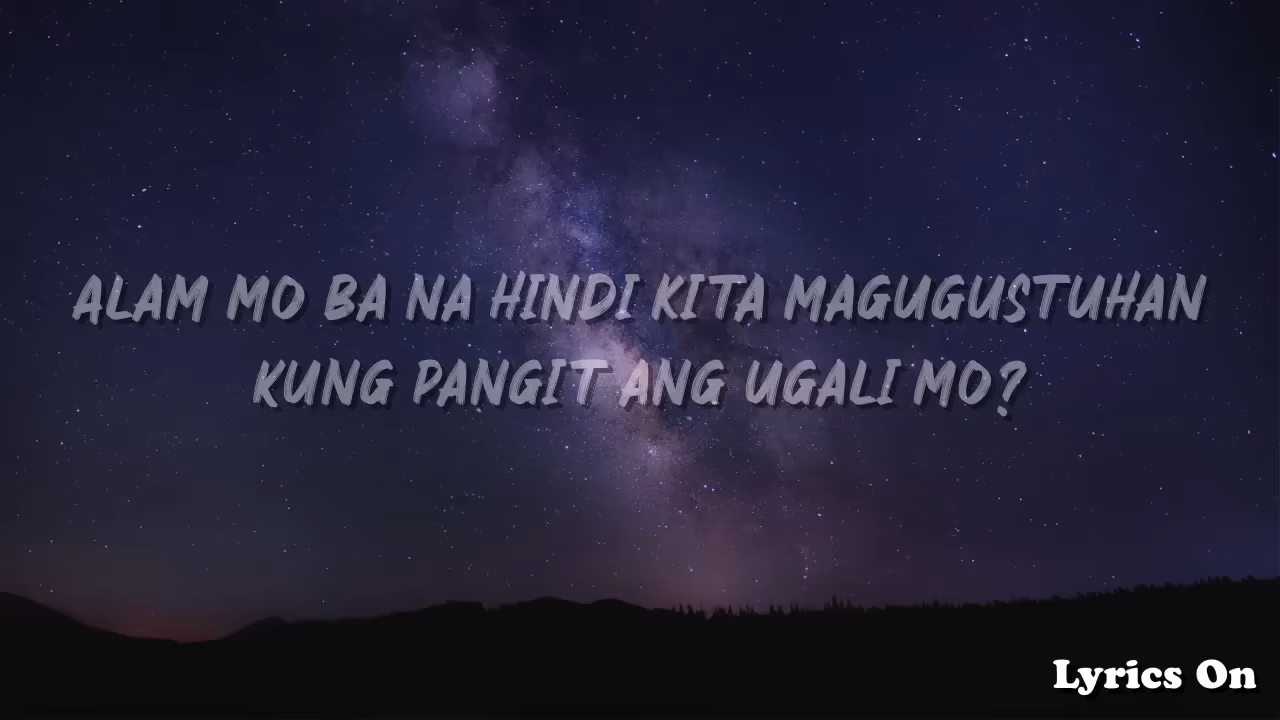 ALAM MO BA NA HINDI KITA MAGUGUSTUHAN
KUNG PANGIT ANG UGALI MO?
Lyrics On